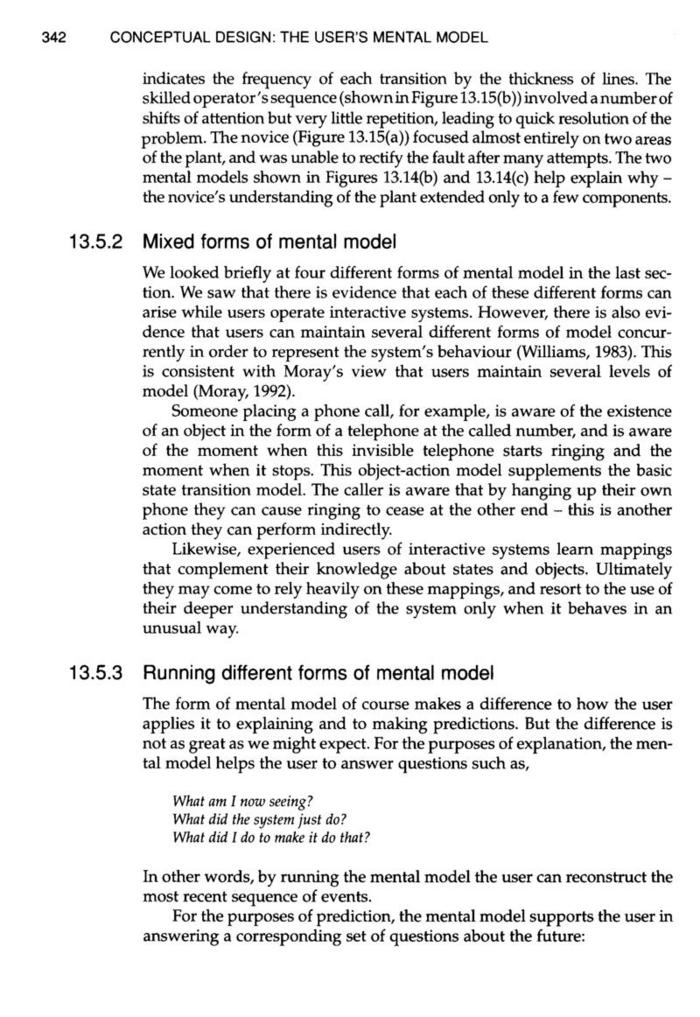 342 CONCEPTUAL DESIGN: THE USER'S MENTAL MODEL
indicates the frequency of each transition by the thickness of lines. The
skilled operator's sequence (shown in Figure 13.15(b)) involved a number of
shifts of attention but very little repetition, leading to quick resolution of the
problem. The novice (Figure 13.15(a)) focused almost entirely on two areas
of the plant, and was unable to rectify the fault after many attempts. The two
mental models shown in Figures 13.14(b) and 13.14(c) help explain why –
the novice's understanding of the plant extended only to a few components.
13.5.2 Mixed forms of mental model
We looked briefly at four different forms of mental model in the last sec-
tion. We saw that there is evidence that each of these different forms can
arise while users operate interactive systems. However, there is also evi-
dence that users can maintain several different forms of model concur-
rently in order to represent the system's behaviour (Williams, 1983). This
is consistent with Moray's view that users maintain several levels of
model (Moray, 1992).
Someone placing a phone call, for example, is aware of the existence
of an object in the form of a telephone at the called number, and is aware
of the moment when this invisible telephone starts ringing and the
moment when it stops. This object-action model supplements the basic
state transition model. The caller is aware that by hanging up their own
phone they can cause ringing to cease at the other end – this is another
action they can perform indirectly.
Likewise, experienced users of interactive systems learn mappings
that complement their knowledge about states and objects. Ultimately
they may come to rely heavily on these mappings, and resort to the use of
their deeper understanding of the system only when it behaves in an
unusual way.
13.5.3 Running different forms of mental model
The form of mental model of course makes a difference to how the user
applies it to explaining and to making predictions. But the difference is
not as great as we might expect. For the purposes of explanation, the men-
tal model helps the user to answer questions such as,
What am I now seeing?
What did the system just do?
What did I do to make it do that?
In other words, by running the mental model the user can reconstruct the
most recent sequence of events.
For the purposes of prediction, the mental model supports the user in
answering a corresponding set of questions about the future: